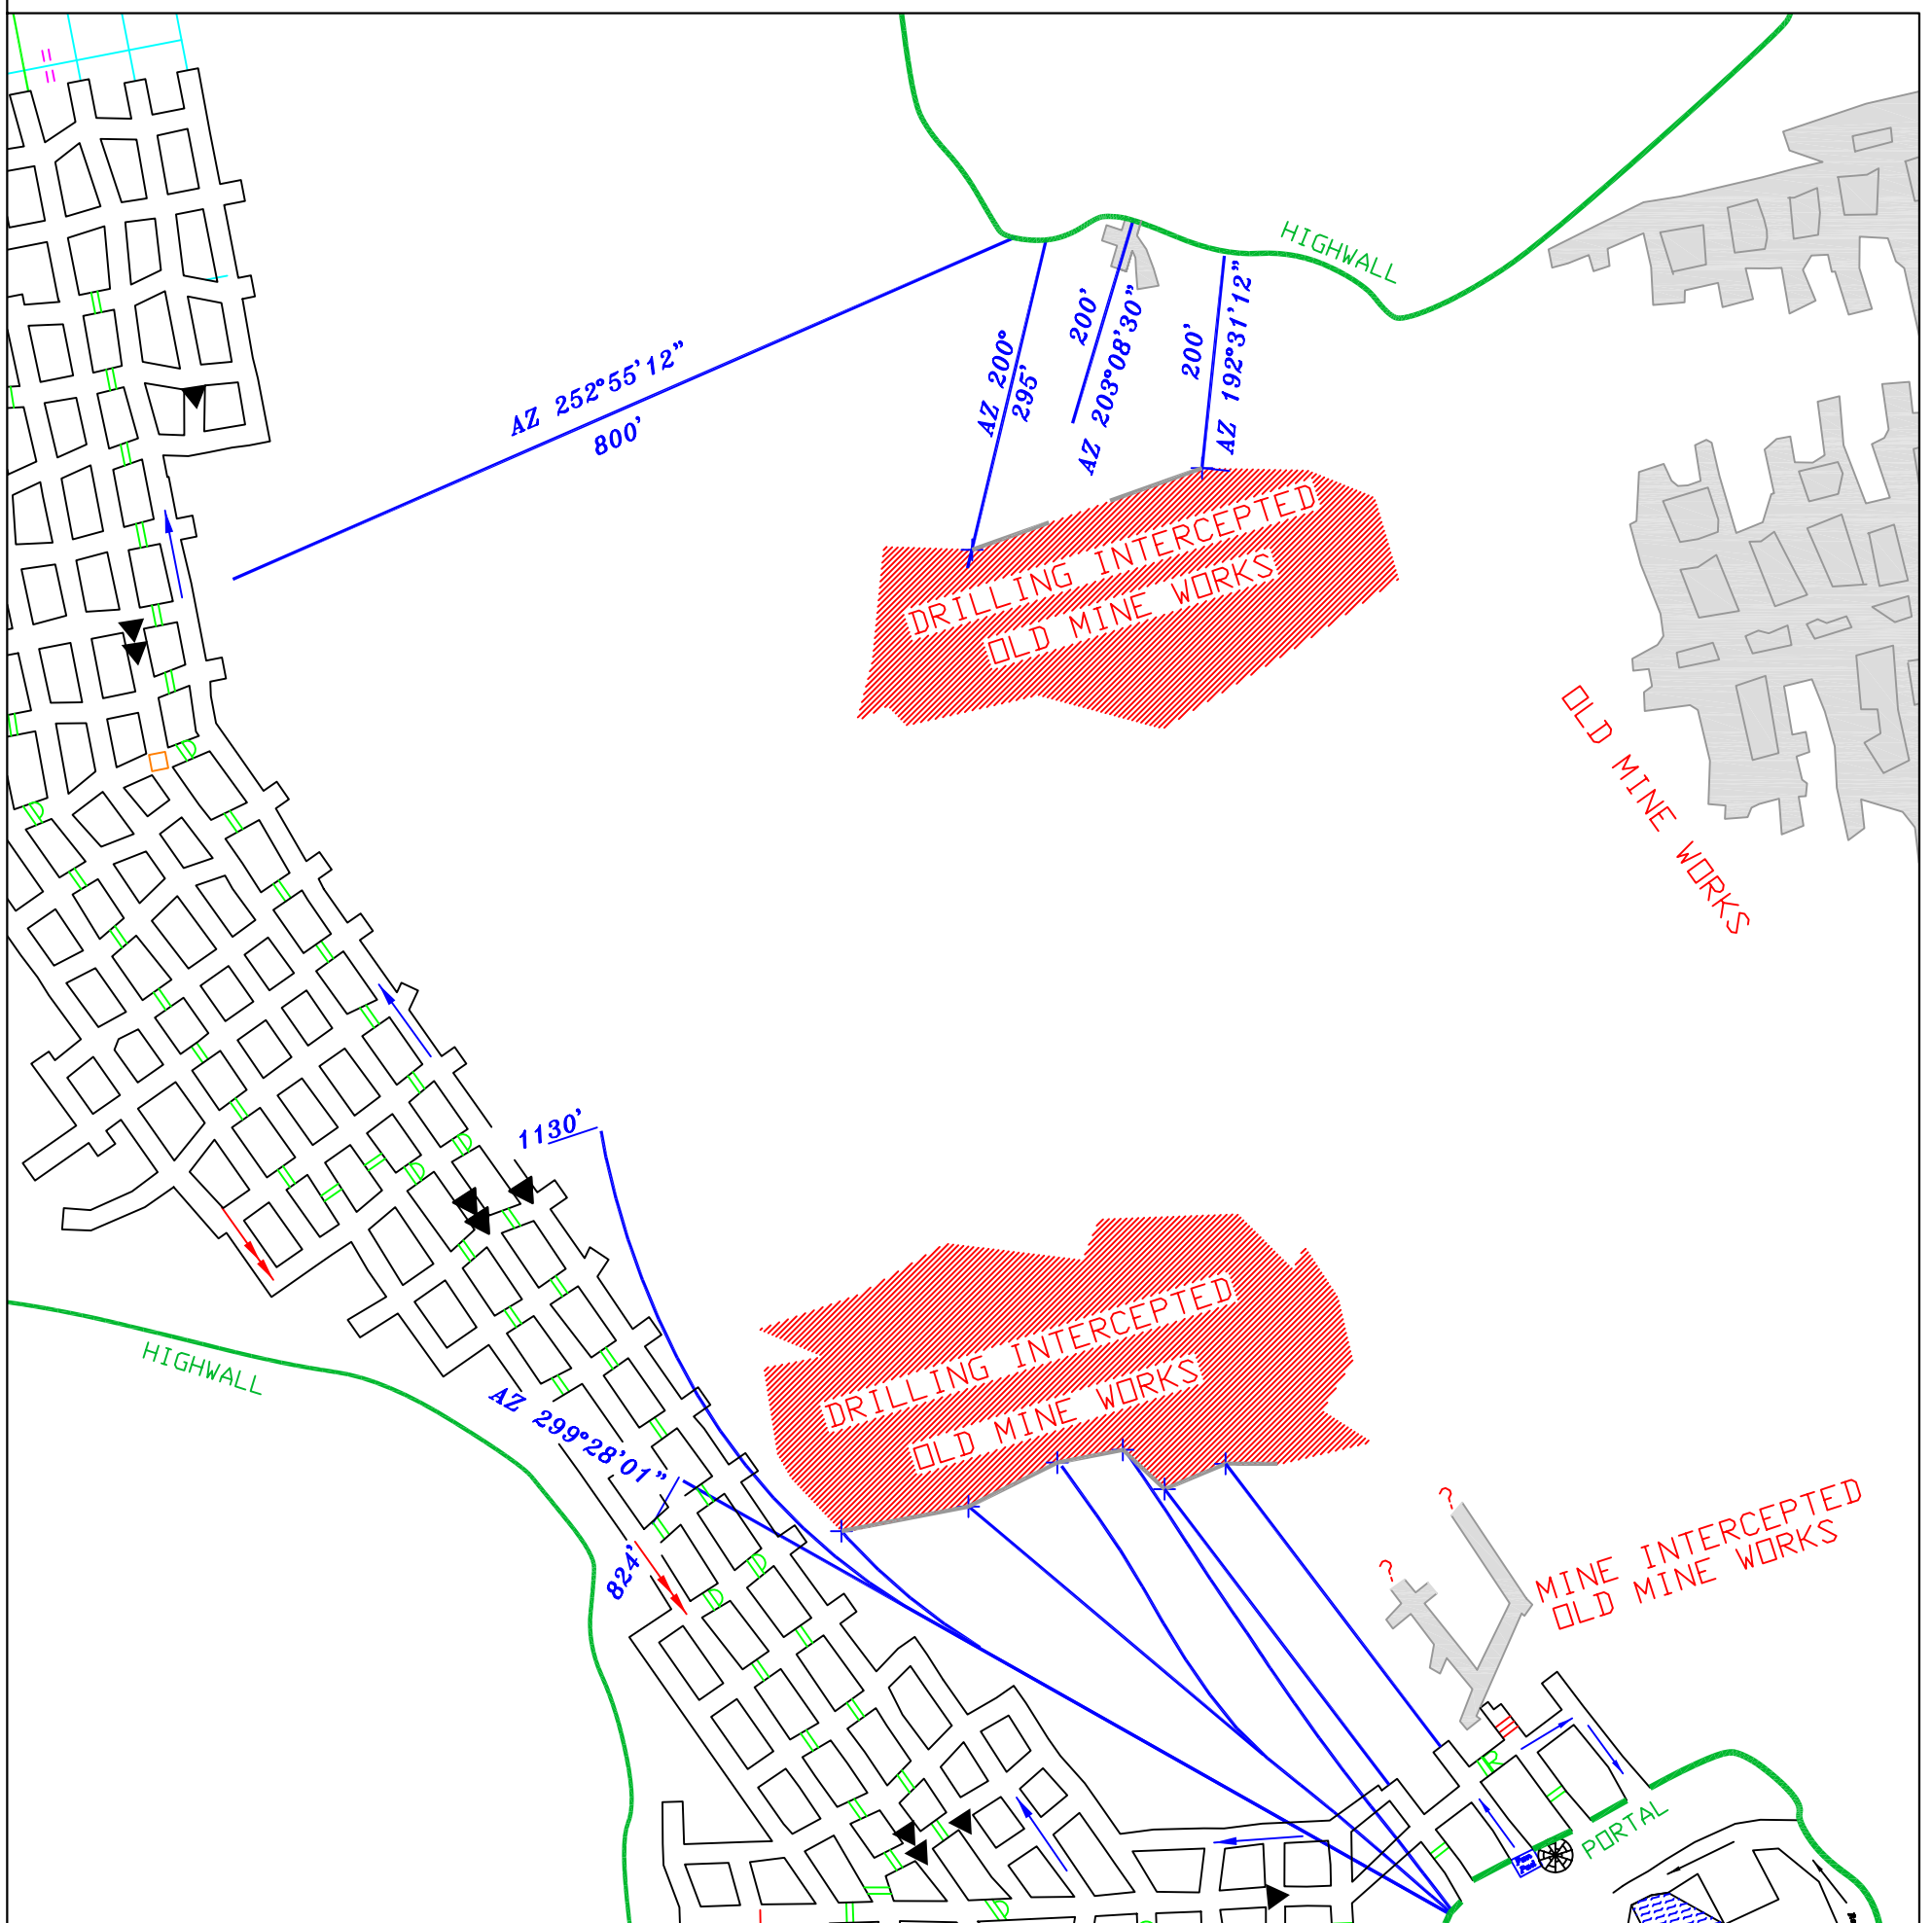 HIGHWALL
AZ 252°55'12"
800'
AZ 200°
295'
200'
AZ 203°08'30"
200'
AZ 192°31'12"
DRILLING INTERCEPTED
OLD MINE WORKS
OLD MINE WORKS
1130'
HIGHWALL
AZ 299°28'01"
824'
DRILLING INTERCEPTED
OLD MINE WORKS
?
?
MINE INTERCEPTED
OLD MINE WORKS
R
PORTAL
Fan
Pad
D
D
D
D
D
D
D